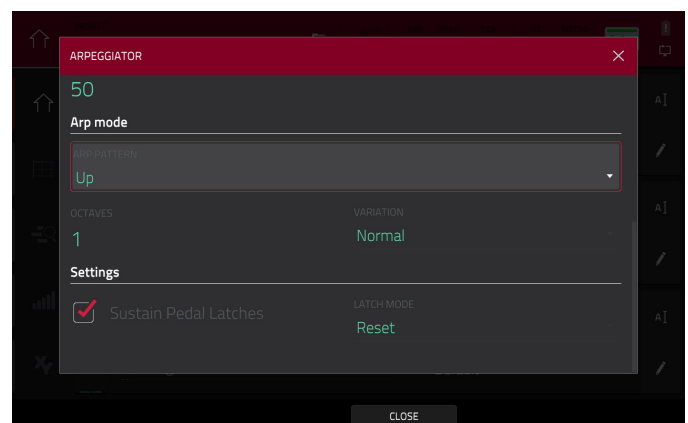 ARPEGGIATOR
50
Arp mode
ARP PATTERN
Up
OCTAVES
VARIATION
1
Normal
Settings
Sustain Pedal Latches
LATCH MODE
Reset
CLOSE